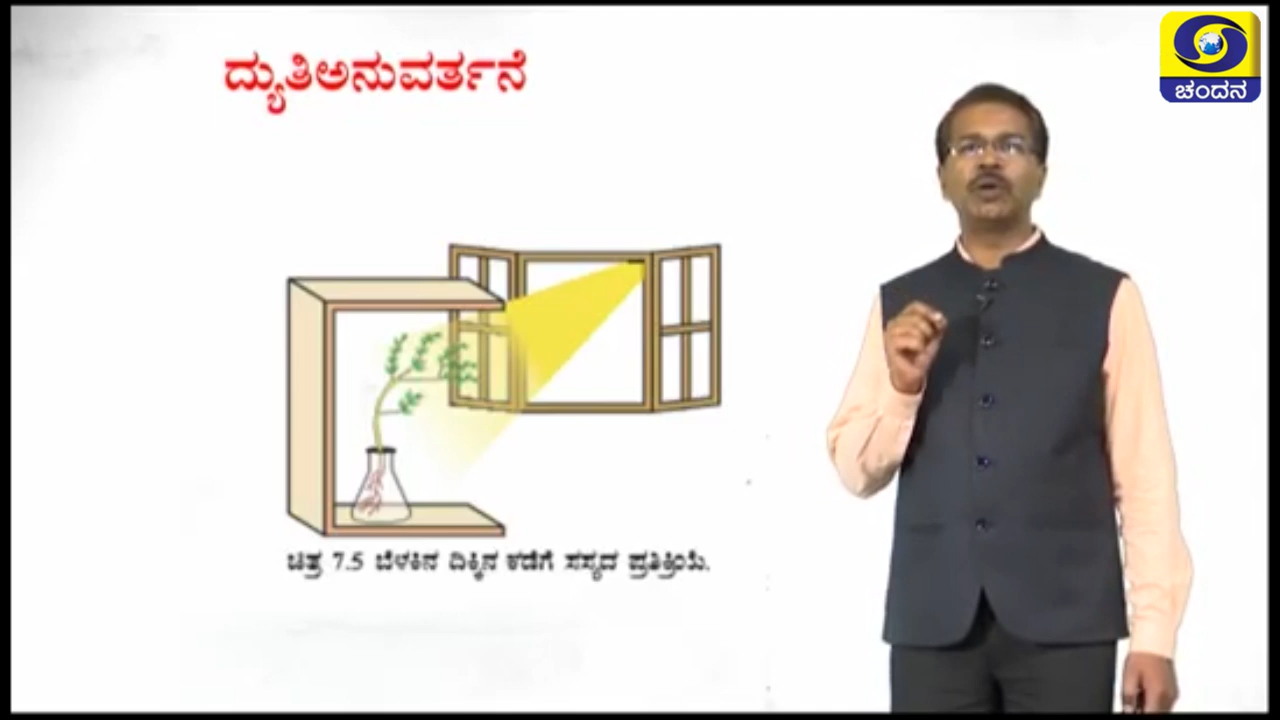 ದ್ಯುತಿಅನುವರ್ತನೆ
ಚಂದನ
ಚಿತ್ರ 7.5 ಬೆಳಕಿನ ದಿಕ್ಕಿನ ಕಡೆಗೆ ಸಸ್ಯದ ಪ್ರತಿಕ್ರಿಯೆ.